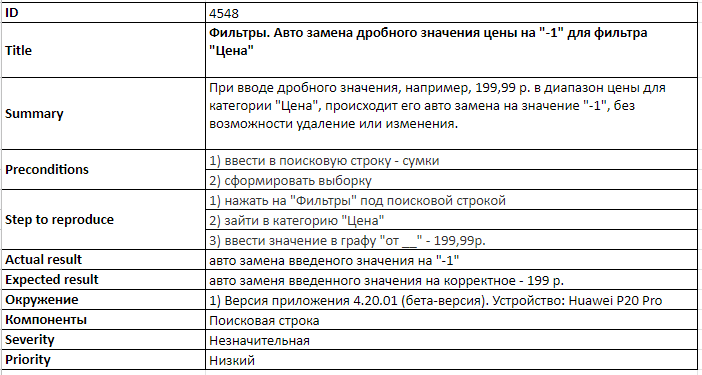 ID 4548
Title Фильтры. Авто замена дробного значения цены на "-1" для фильтра
"Цена"
Summary При вводе дробного значения, например, 199,99 р. в диапазон цены для
категории "Цена", происходит его авто замена на значение "-1", без
возможности удаление или изменения.
Preconditions 1) ввести в поисковую строку - сумки
2) сформировать выборку
Step to reproduce 1) нажать на "Фильтры" под поисковой строкой
2) зайти в категорию "Цена"
3) ввести значение в графу "от __" - 199,99р.
Actual result авто замена введеного значения на "-1"
Expected result авто заменя введенного значения на корректное - 199 р.
Окружение 1) Версия приложения 4.20.01 (бета-версия). Устройство: Huawei P20 Pro
Компоненты Поисковая строка
Severity Незначительная
Priority Низкий